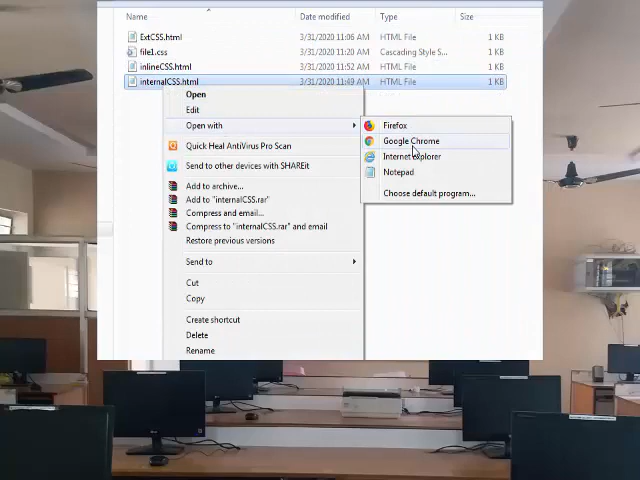 Name Date modified Type Size
ExtCSS.html 3/31/2020 11:06 AM HTML File 1 KB
file1.css 3/31/2020 11:20 AM Cascading Style S... 1 KB
inlineCSS.html 3/31/2020 11:52 AM HTML File 1 KB
internalCSS.html 3/31/2020 11:49 AM HTML File 1 KB
Open
Edit
Open with
Quick Heal AntiVirus Pro Scan
Send to other devices with SHAREit
Add to archive...
Add to "internalCSS.rar"
Compress and email...
Compress to "internalCSS.rar" and email
Restore previous versions
Send to
Cut
Copy
Create shortcut
Delete
Rename
Firefox
Google Chrome
Internet Explorer
Notepad
Choose default program...